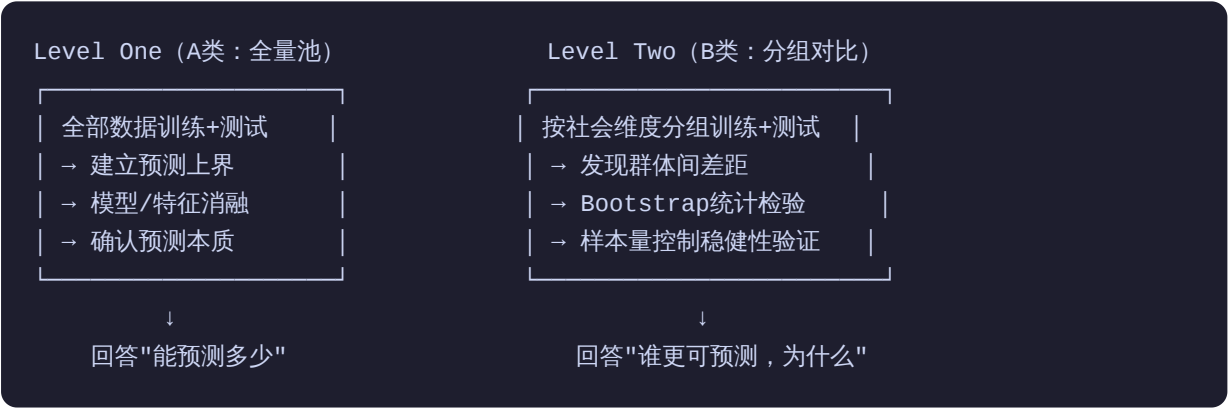 Level One（A类：全量池）	Level Two（B类：分组对比）
全部数据训练+测试	按社会维度分组训练+测试
→ 建立预测上界	→ 发现群体间差距
→ 模型/特征消融	→ Bootstrap统计检验
→ 确认预测本质	→ 样本量控制稳健性验证
↓	↓
回答"能预测多少"	回答"谁更可预测，为什么"